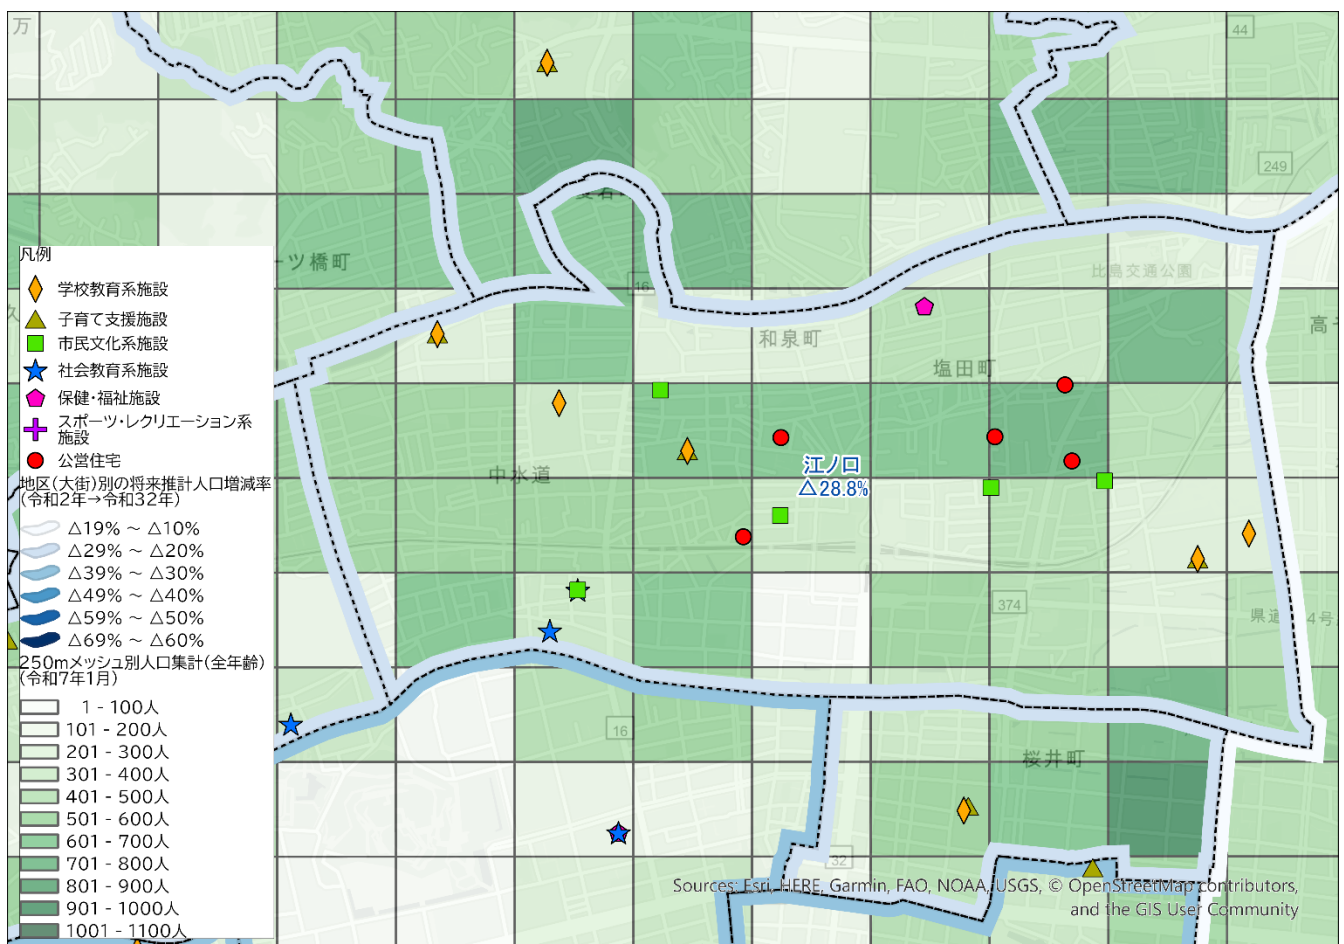 万
44
249
ーツ橋町
比島交通公園
16
和泉町
塩田町
凡例
学校教育系施設
子育て支援施設
市民文化系施設
社会教育系施設
保健・福祉施設
スポーツ・レクリエーション系
施設
公営住宅
地区(大街)別の将来推計人口増減率
(令和2年→令和32年)
△19% ~ △10%
△29% ~ △20%
△39% ~ △30%
△49% ~ △40%
△59% ~ △50%
△69% ~ △60%
250mメッシュ別人口集計(全年齢)
(令和7年1月)
1 - 100人
101 - 200人
201 - 300人
301 - 400人
401 - 500人
501 - 600人
601 - 700人
701 - 800人
801 - 900人
901 - 1000人
1001 - 1100人
中水道
江ノ口
△28.8%
374
県道
4号
16
桜井町
32
Sources: Esri, HERE, Garmin, FAO, NOAA, USGS, © OpenStreetMap contributors,
and the GIS User Community